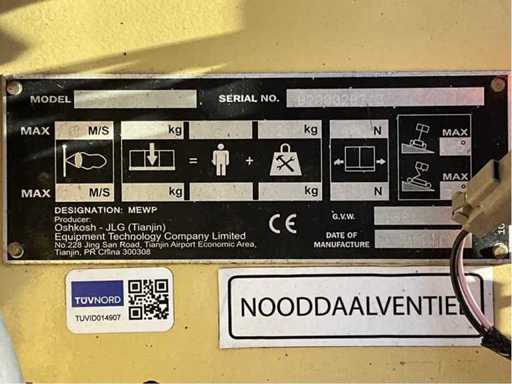 MODEL
SERIAL NO.
MAX M/S kg kg N MAX °
= +
MAX M/S kg kg N MAX °
DESIGNATION: MEWP
Producer:
Oshkosh - JLG (Tianjin)
Equipment Technology Company Limited
No.228 Jing San Road, Tianjin Airport Economic Area,
Tianjin, PR China 300308
CE
G.V.W.
DATE OF
MANUFACTURE
TÜVNORD
TUVID014907
NOODDAALVENTIEL